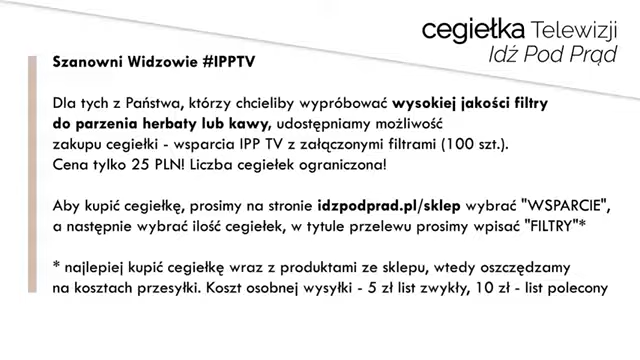 cegiełka Telewizji
Idź Pod Prąd
Szanowni Widzowie #IPPTV
Dla tych z Państwa, którzy chcieliby wypróbować wysokiej jakości filtry
do parzenia herbaty lub kawy, udostępniamy możliwość
zakupu cegiełki - wsparcia IPP TV z załączonymi filtrami (100 szt.).
Cena tylko 25 PLN! Liczba cegiełek ograniczona!
Aby kupić cegiełkę, prosimy na stronie idzpodprad.pl/sklep wybrać "WSPARCIE",
a następnie wybrać ilość cegiełek, w tytule przelewu prosimy wpisać "FILTRY"*
* najlepiej kupić cegiełkę wraz z produktami ze sklepu, wtedy oszczędzamy
na kosztach przesyłki. Koszt osobnej wysyłki - 5 zł list zwykły, 10 zł - list polecony